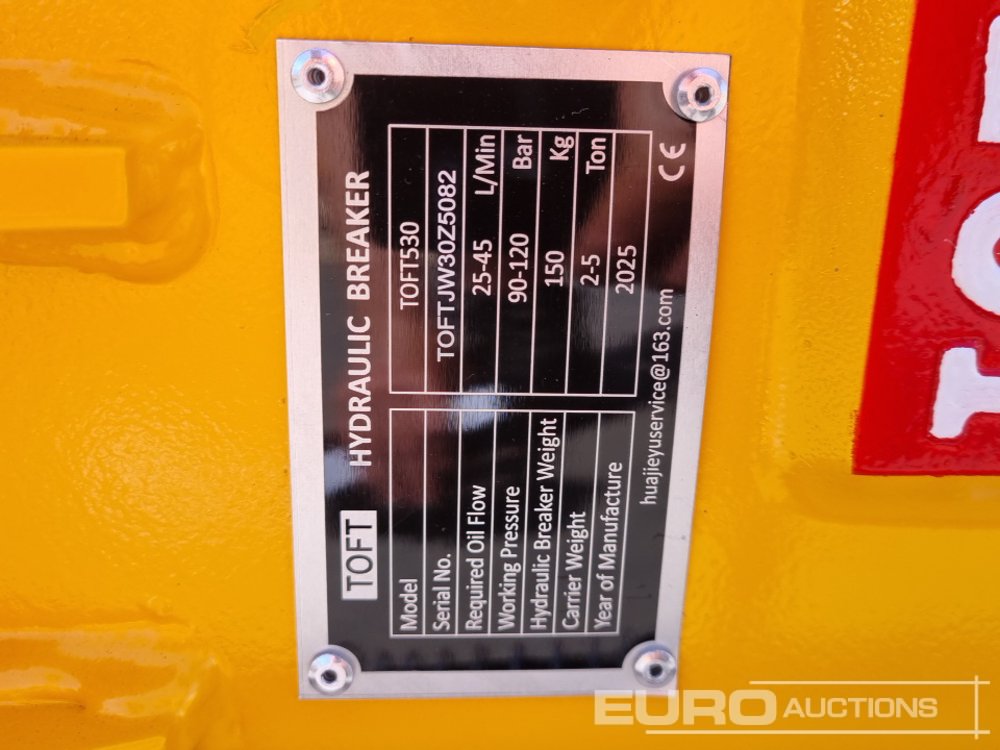 TOFT HYDRAULIC BREAKER
Model TOFT530
Serial No. TOFTJW30Z5082
Required Oil Flow 25-45 L/Min
Working Pressure 90-120 Bar
Hydraulic Breaker Weight 150 Kg
Carrier Weight 2-5 Ton
Year of Manufacture 2025
huajieyuservice@163.com CE
EURO AUCTIONS